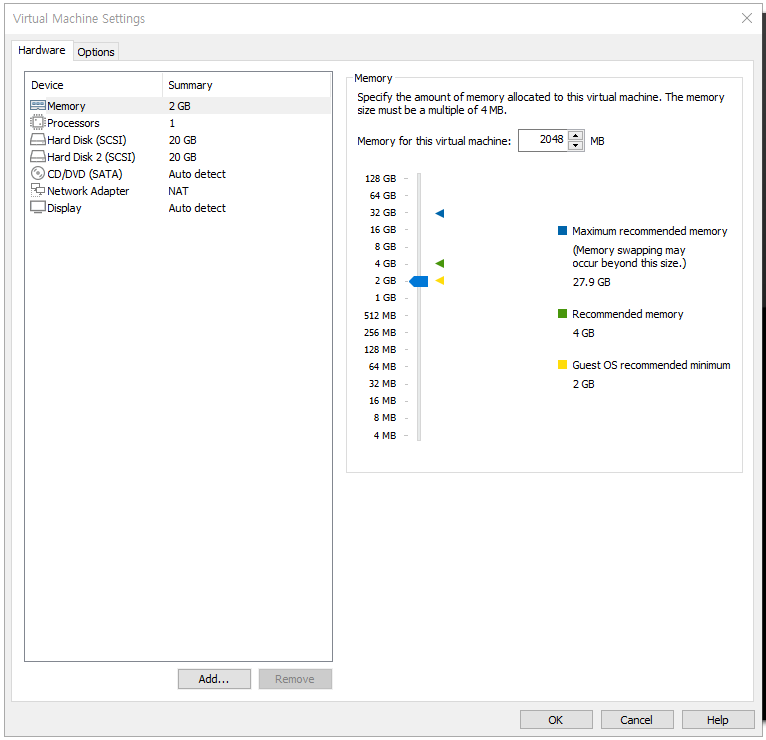 Virtual Machine Settings
Hardware
Options
Device Summary
Memory 2 GB
Processors 1
Hard Disk (SCSI) 20 GB
Hard Disk 2 (SCSI) 20 GB
CD/DVD (SATA) Auto detect
Network Adapter NAT
Display Auto detect
Add...
Remove
Memory
Specify the amount of memory allocated to this virtual machine. The memory
size must be a multiple of 4 MB.
Memory for this virtual machine: 2048 MB
128 GB
64 GB
32 GB
16 GB
8 GB
4 GB
2 GB
1 GB
512 MB
256 MB
128 MB
64 MB
32 MB
16 MB
8 MB
4 MB
Maximum recommended memory
(Memory swapping may
occur beyond this size.)
27.9 GB
Recommended memory
4 GB
Guest OS recommended minimum
2 GB
OK
Cancel
Help